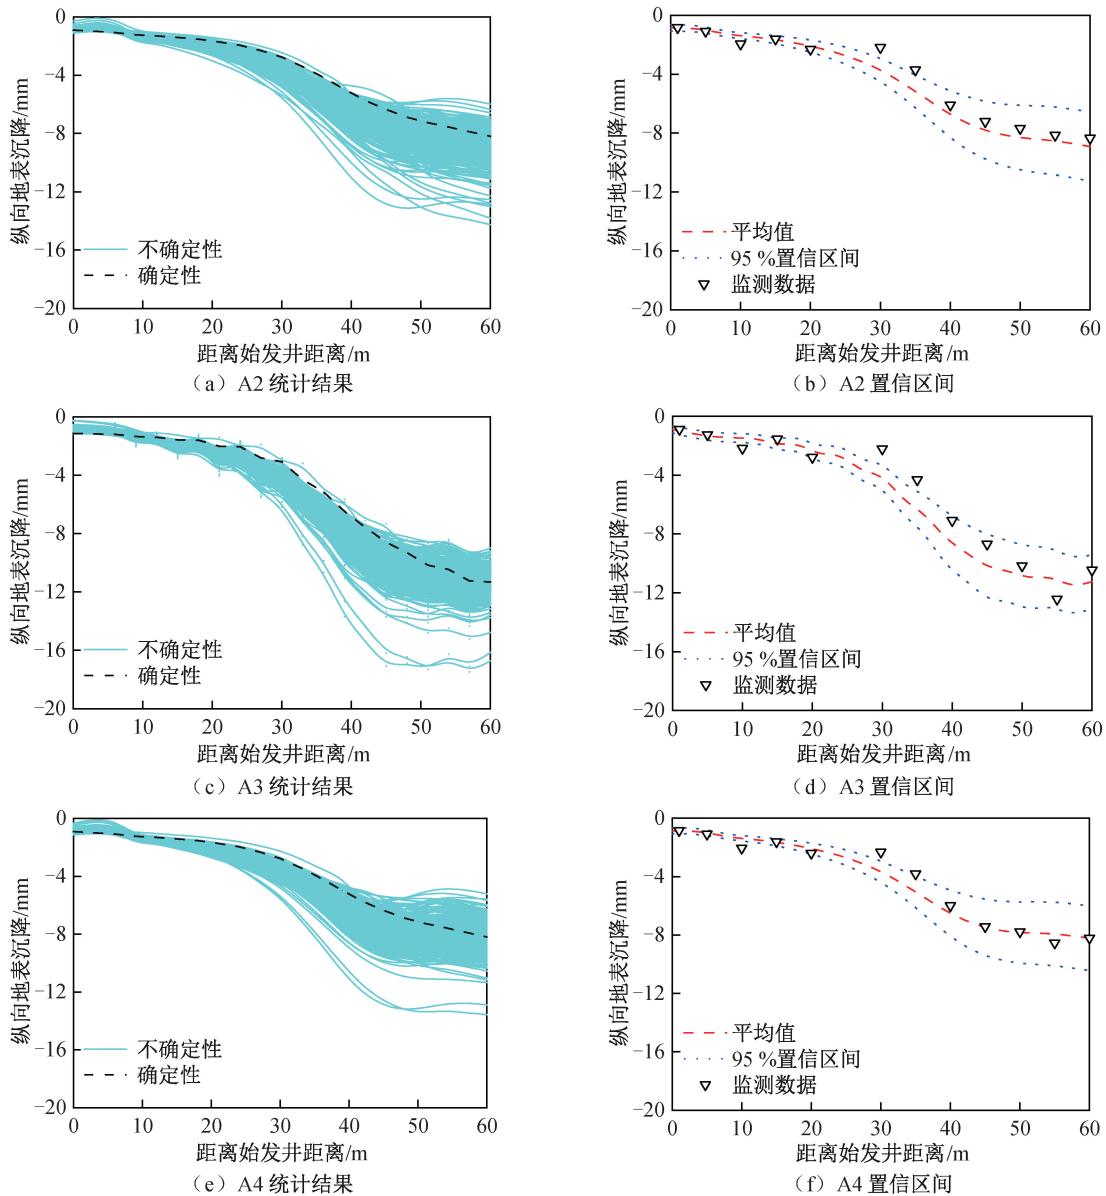 0
−4
−8
−12
−16
−20
纵向地表沉降/mm
不确定性
确定性
0 10 20 30 40 50 60
距离始发井距离/m
（a）A2 统计结果
0
−4
−8
−12
−16
−20
纵向地表沉降/mm
平均值
95 %置信区间
监测数据
0 10 20 30 40 50 60
距离始发井距离/m
（b）A2 置信区间
0
−4
−8
−12
−16
−20
纵向地表沉降/mm
不确定性
确定性
0 10 20 30 40 50 60
距离始发井距离/m
（c）A3 统计结果
0
−4
−8
−12
−16
−20
纵向地表沉降/mm
平均值
95 %置信区间
监测数据
0 10 20 30 40 50 60
距离始发井距离/m
（d）A3 置信区间
0
−4
−8
−12
−16
−20
纵向地表沉降/mm
不确定性
确定性
0 10 20 30 40 50 60
距离始发井距离/m
（e）A4 统计结果
0
−4
−8
−12
−16
−20
纵向地表沉降/mm
平均值
95 %置信区间
监测数据
0 10 20 30 40 50 60
距离始发井距离/m
（f）A4 置信区间